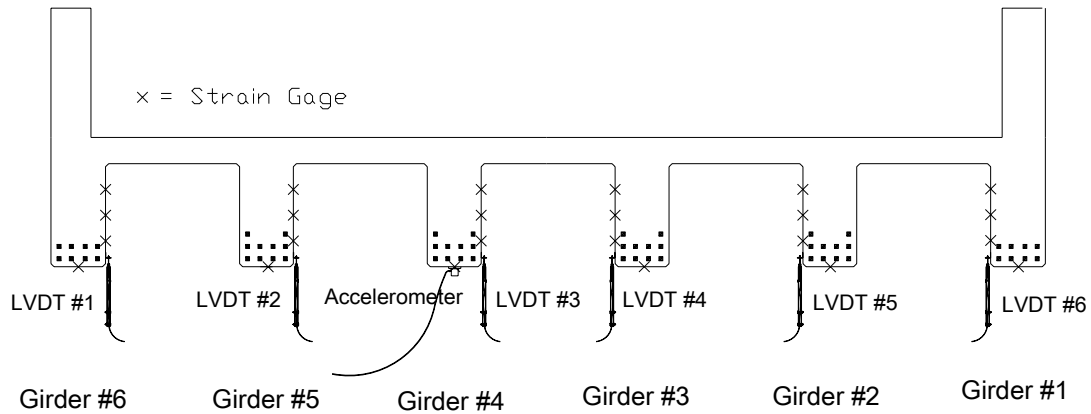 × = Strain Gage
LVDT #1
LVDT #2
Accelerometer
LVDT #3
LVDT #4
LVDT #5
LVDT #6
Girder #6
Girder #5
Girder #4
Girder #3
Girder #2
Girder #1